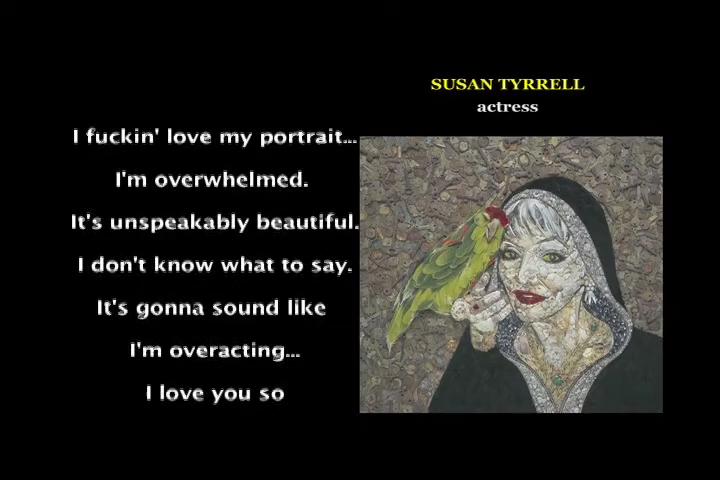 SUSAN TYRRELL
actress
I fuckin' love my portrait...
I'm overwhelmed.
It's unspeakably beautiful.
I don't know what to say.
It's gonna sound like
I'm overacting...
I love you so